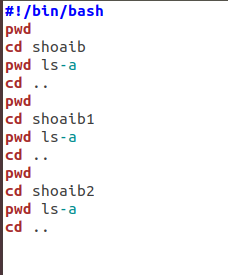 #!/bin/bash
pwd
cd shoaib
pwd ls-a
cd ..
pwd
cd shoaib1
pwd ls-a
cd ..
pwd
cd shoaib2
pwd ls-a
cd ..